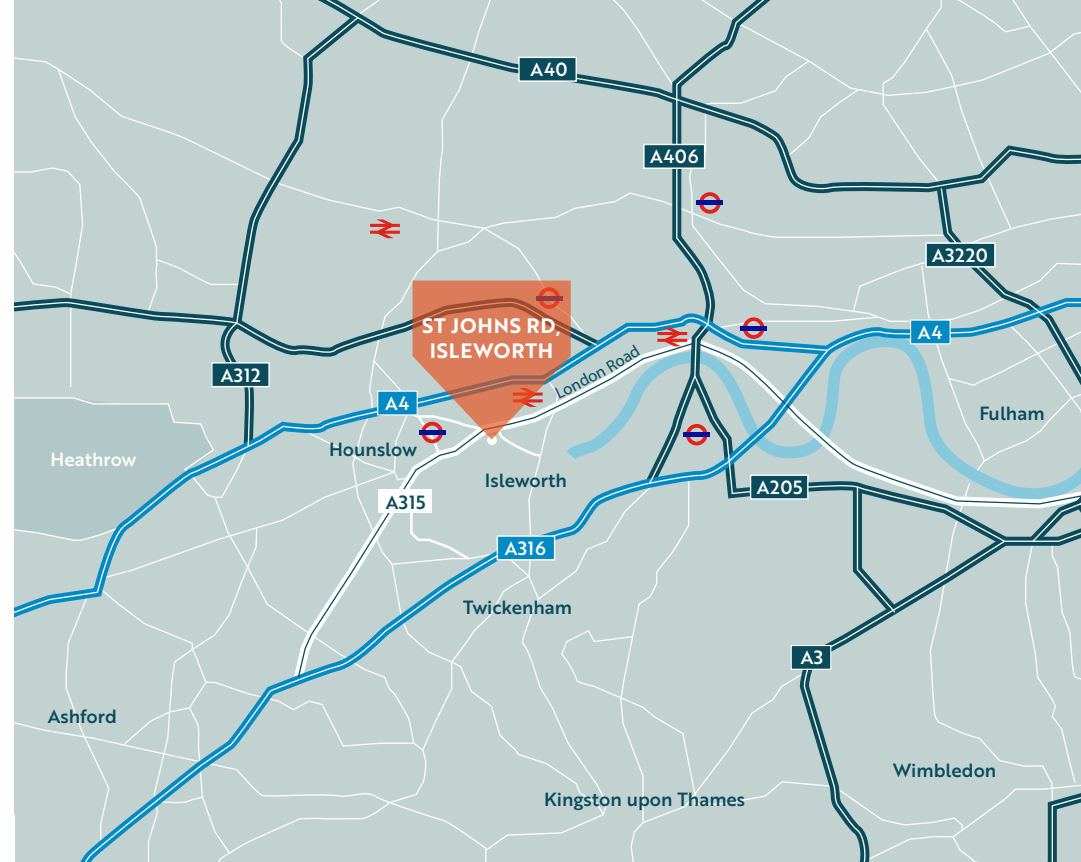 A40
A406
A3220
ST JOHNS RD,
ISLEWORTH
A4
London Road
A312
A4
Fulham
Hounslow
Heathrow
Isleworth
A205
A315
A316
Twickenham
A3
Ashford
Wimbledon
Kingston upon Thames